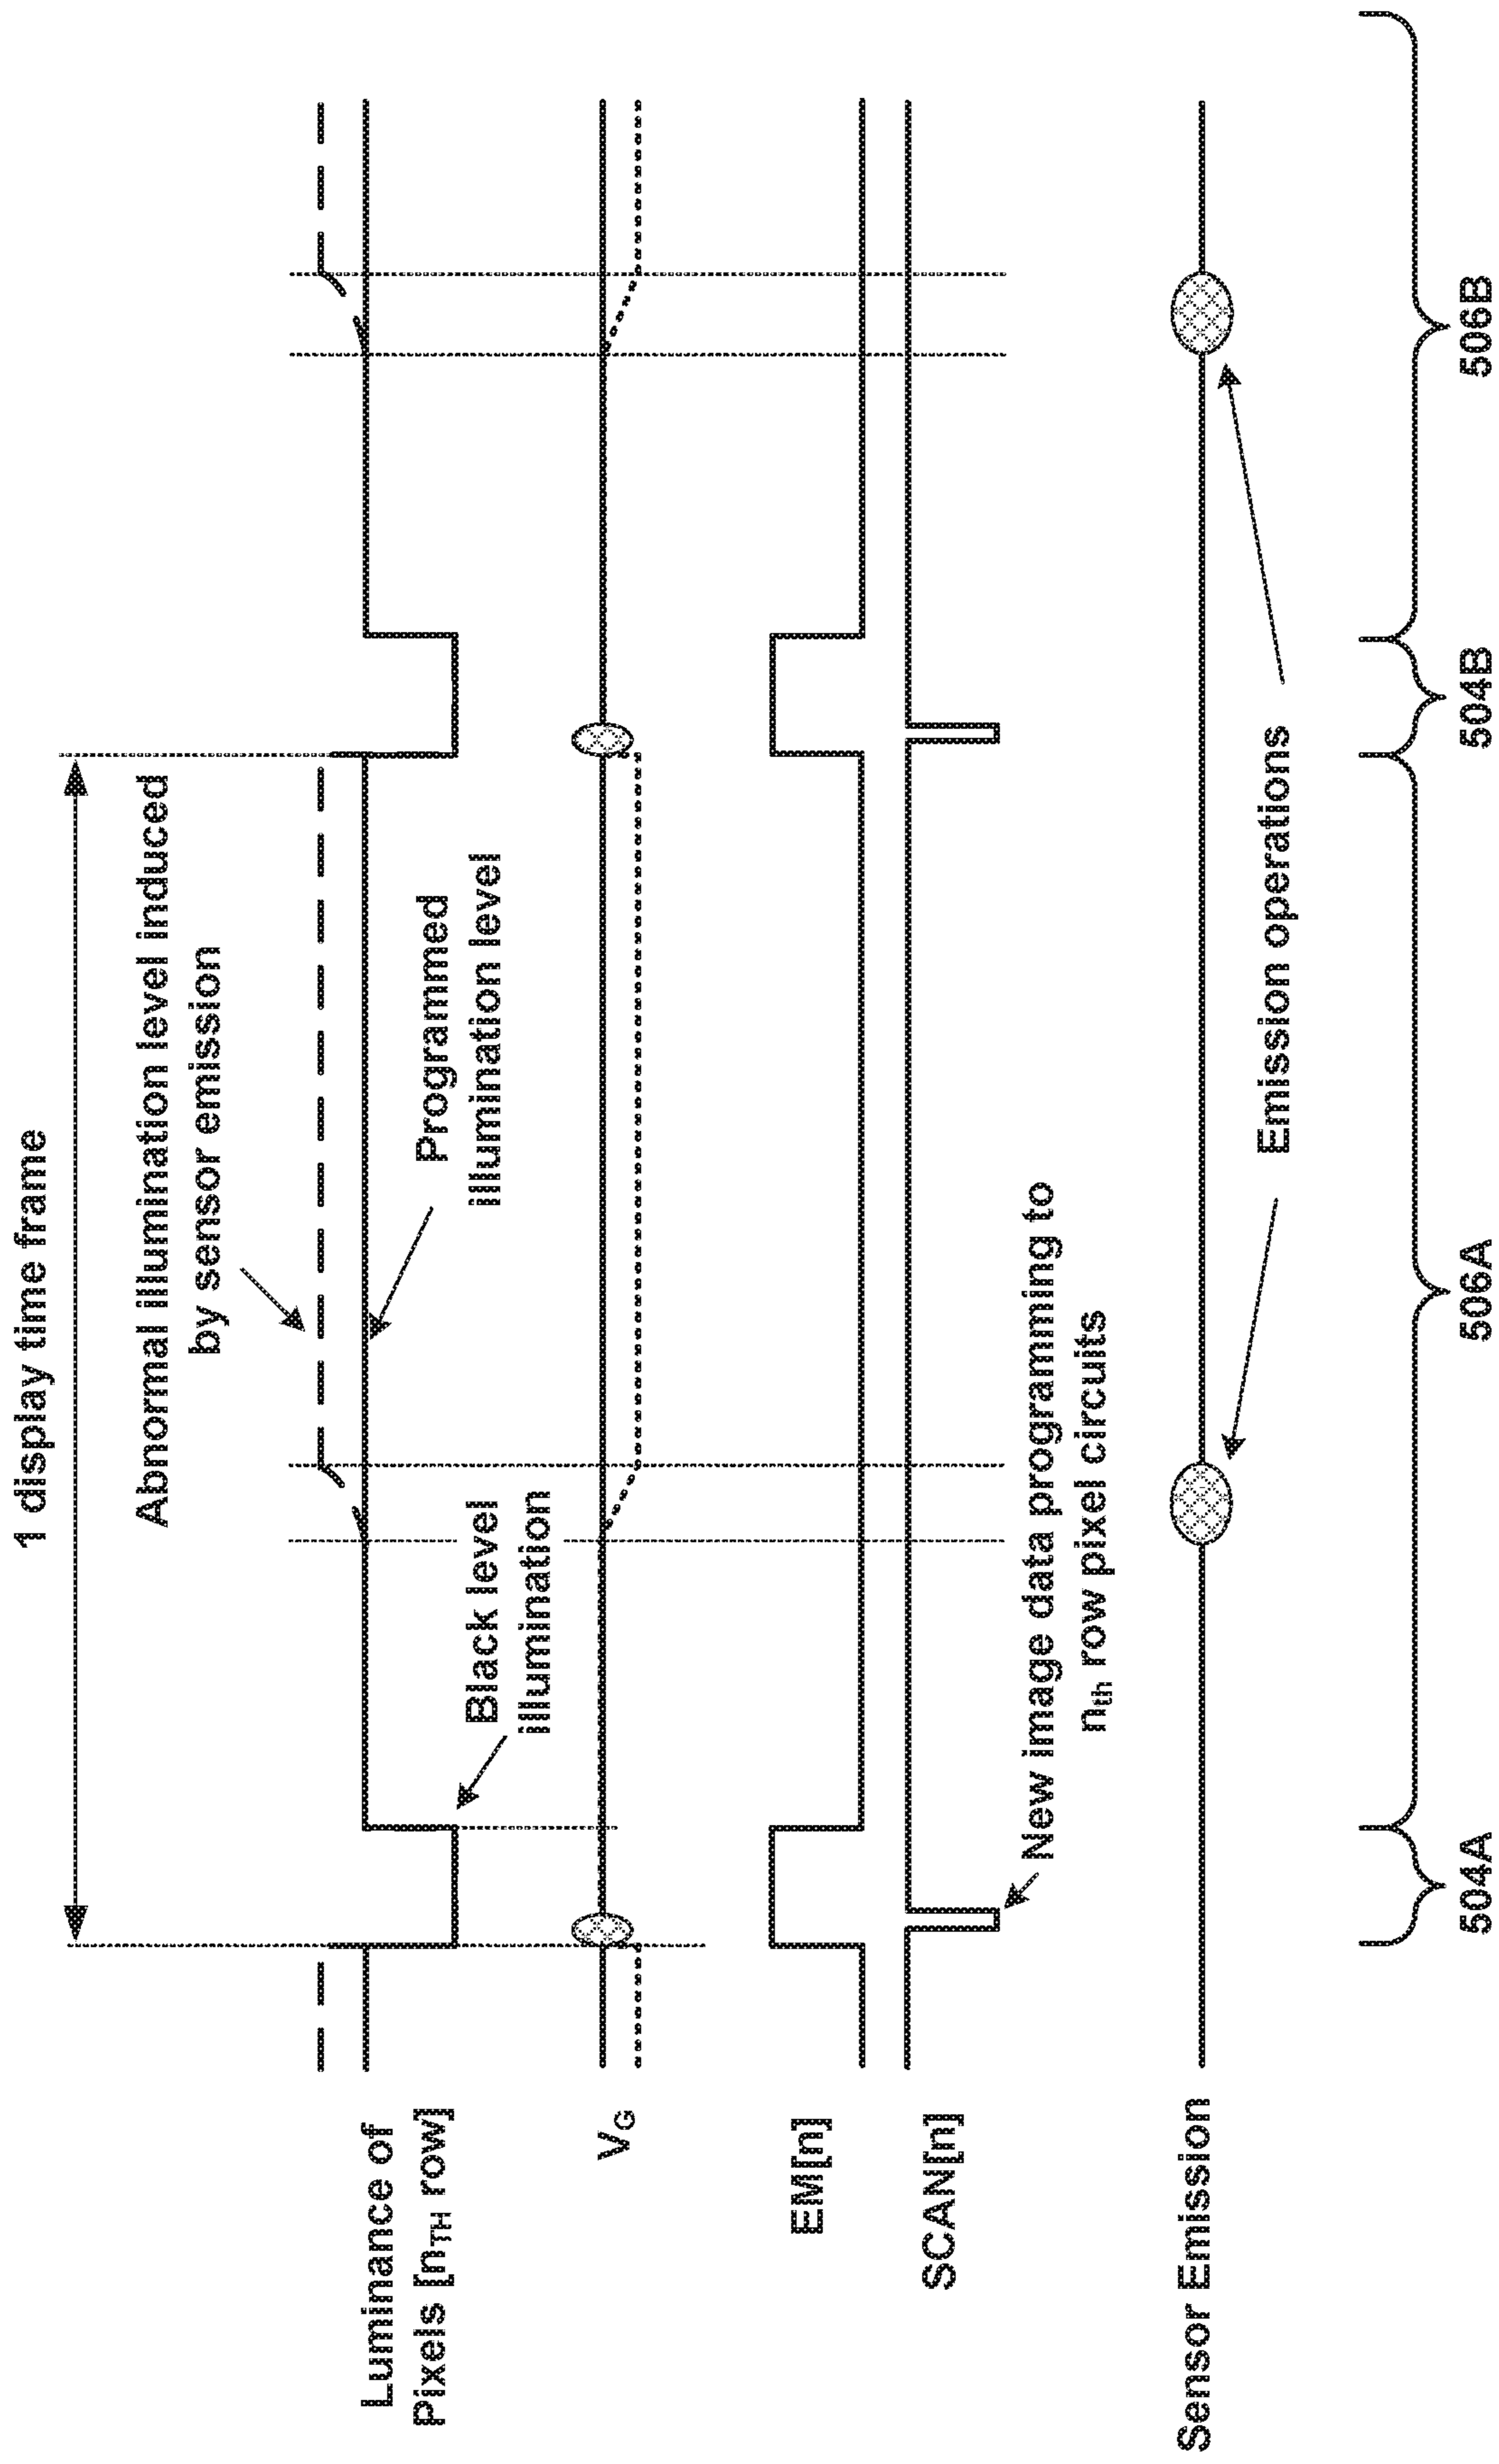 1 display time frame
Abnormal illumination level induced
by sensor emission
Programmed
illumination level
Black level
illumination
Luminance of
Pixels [nTH row]
VG
EM[n]
SCAN[n]
New image data programming to
nth row pixel circuits
Sensor Emission
Emission operations
504A
506A
504B
506B